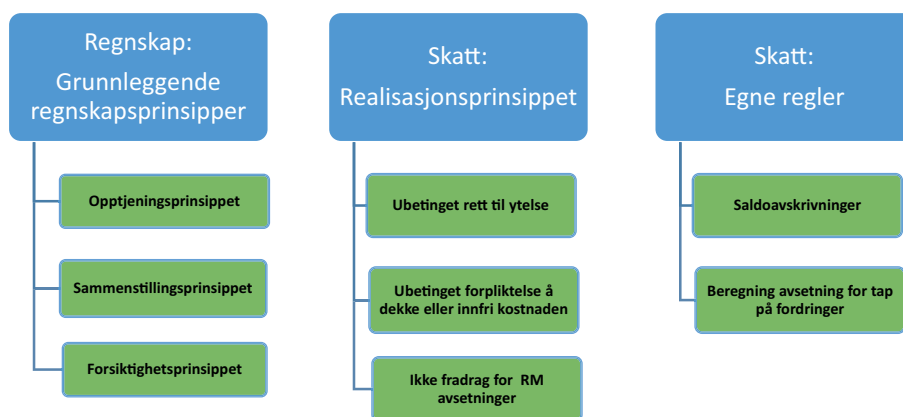 Regnskap:
Grunnleggende
regnskapsprinsipper
Opptjeningsprinsippet
Sammenstillingsprinsippet
Forsiktighetsprinsippet
Skatt:
Realisasjonsprinsippet
Ubetinget rett til ytelse
Ubetinget forpliktelse å
dekke eller innfri kostnaden
Ikke fradrag for RM
avsetninger
Skatt:
Egne regler
Saldoavskrivninger
Beregning avsetning for tap
på fordringer